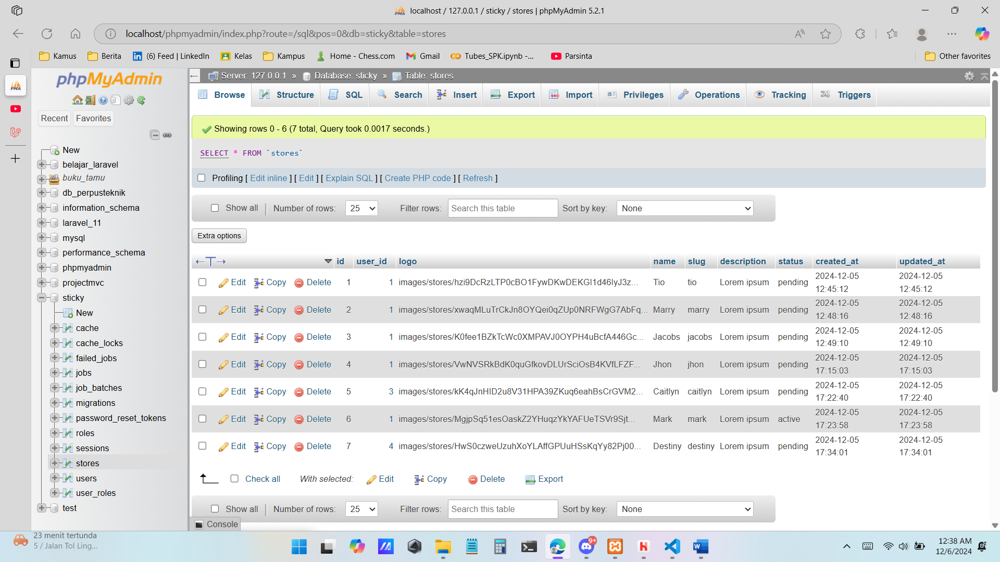 localhost / 127.0.0.1 / sticky / stores | phpMyAdmin 5.2.1
localhost/phpmyadmin/index.php?route=/sql&pos=0&db=sticky&table=stores
Kamus Berita (6) Feed | LinkedIn Kelas Kampus Home - Chess.com Gmail Tubes_SPK.ipynb -... Parsinta Other favorites
phpMyAdmin
Recent Favorites
New
belajar_laravel
buku_tamu
db_perpusteknik
information_schema
laravel_11
mysql
performance_schema
phpmyadmin
projectmvc
sticky
New
cache
cache_locks
failed_jobs
jobs
job_batches
migrations
password_reset_tokens
roles
sessions
stores
users
user_roles
test
Server: 127.0.0.1 » Database: sticky » Table: stores
Browse Structure SQL Search Insert Export Import Privileges Operations Tracking Triggers
Showing rows 0 - 6 (7 total, Query took 0.0017 seconds.)
SELECT * FROM `stores`
Profiling [ Edit inline ] [ Edit ] [ Explain SQL ] [ Create PHP code ] [ Refresh ]
Show all Number of rows: 25 Filter rows: Search this table Sort by key: None
Extra options
id user_id logo name slug description status created_at updated_at
Edit Copy Delete 1 1 images/stores/hzi9DcRzLTP0cBO1FywDKwDEKGl1d46lyJ3z... Tio tio Lorem ipsum pending 2024-12-05 12:45:12 2024-12-05 12:45:12
Edit Copy Delete 2 1 images/stores/xwaqMLuTrCkJn8OYQei0qZUp0NRFWgG7AbFq... Marry marry Lorem ipsum pending 2024-12-05 12:48:16 2024-12-05 12:48:16
Edit Copy Delete 3 1 images/stores/K0fee1BZkTcWc0XMPAVJ0OYPH4uBcfA446Gc... Jacobs jacobs Lorem ipsum pending 2024-12-05 12:49:10 2024-12-05 12:49:10
Edit Copy Delete 4 1 images/stores/VwNVSRkBdK0quGfkovDLUrSciOsB4KVfLFZF... Jhon jhon Lorem ipsum pending 2024-12-05 17:15:03 2024-12-05 17:15:03
Edit Copy Delete 5 3 images/stores/kK4qJnHID2u8V31HPA39ZKuq6eahBsCrGVM2... Caitlyn caitlyn Lorem ipsum pending 2024-12-05 17:22:40 2024-12-05 17:22:40
Edit Copy Delete 6 1 images/stores/MgjpSq51esOaskZ2YHuqzYkYAFUeTSVr9Sjt... Mark mark Lorem ipsum active 2024-12-05 17:23:58 2024-12-05 17:23:58
Edit Copy Delete 7 4 images/stores/HwS0czweUzuhXoYLAffGPUuHSsKqYy82Pj00... Destiny destiny Lorem ipsum pending 2024-12-05 17:34:01 2024-12-05 17:34:01
Check all With selected: Edit Copy Delete Export
Show all Number of rows: 25 Filter rows: Search this table Sort by key: None
Console
23 menit tertunda
5 / Jalan Tol Ling...
9+
12:38 AM
12/6/2024